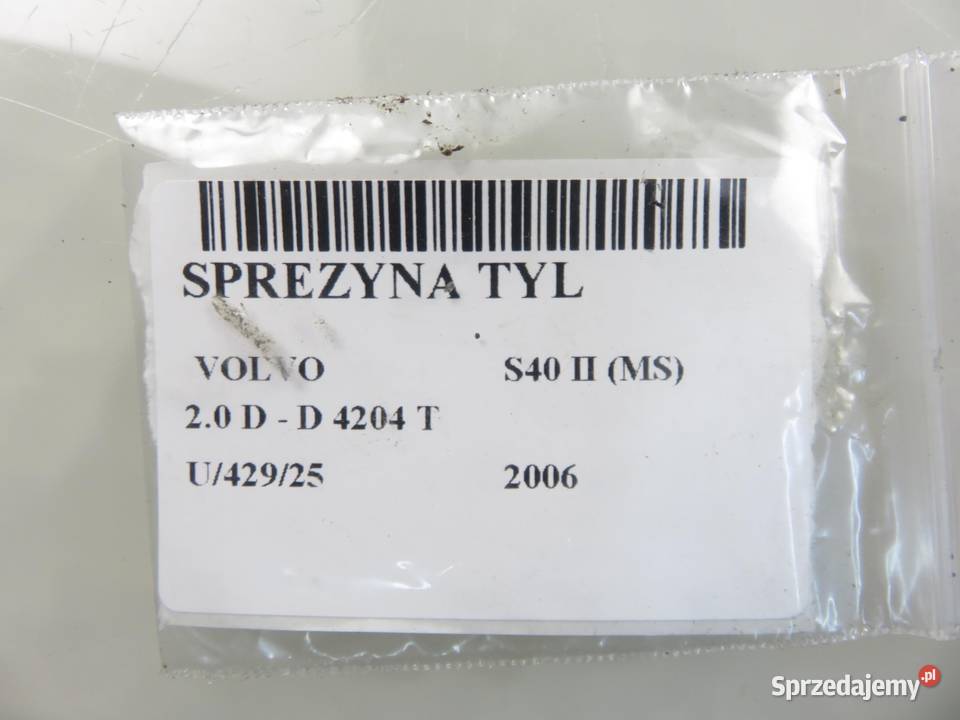 SPREZYNA TYL
VOLVO S40 II (MS)
2.0 D - D 4204 T
U/429/25 2006
Sprzedajemy.pl